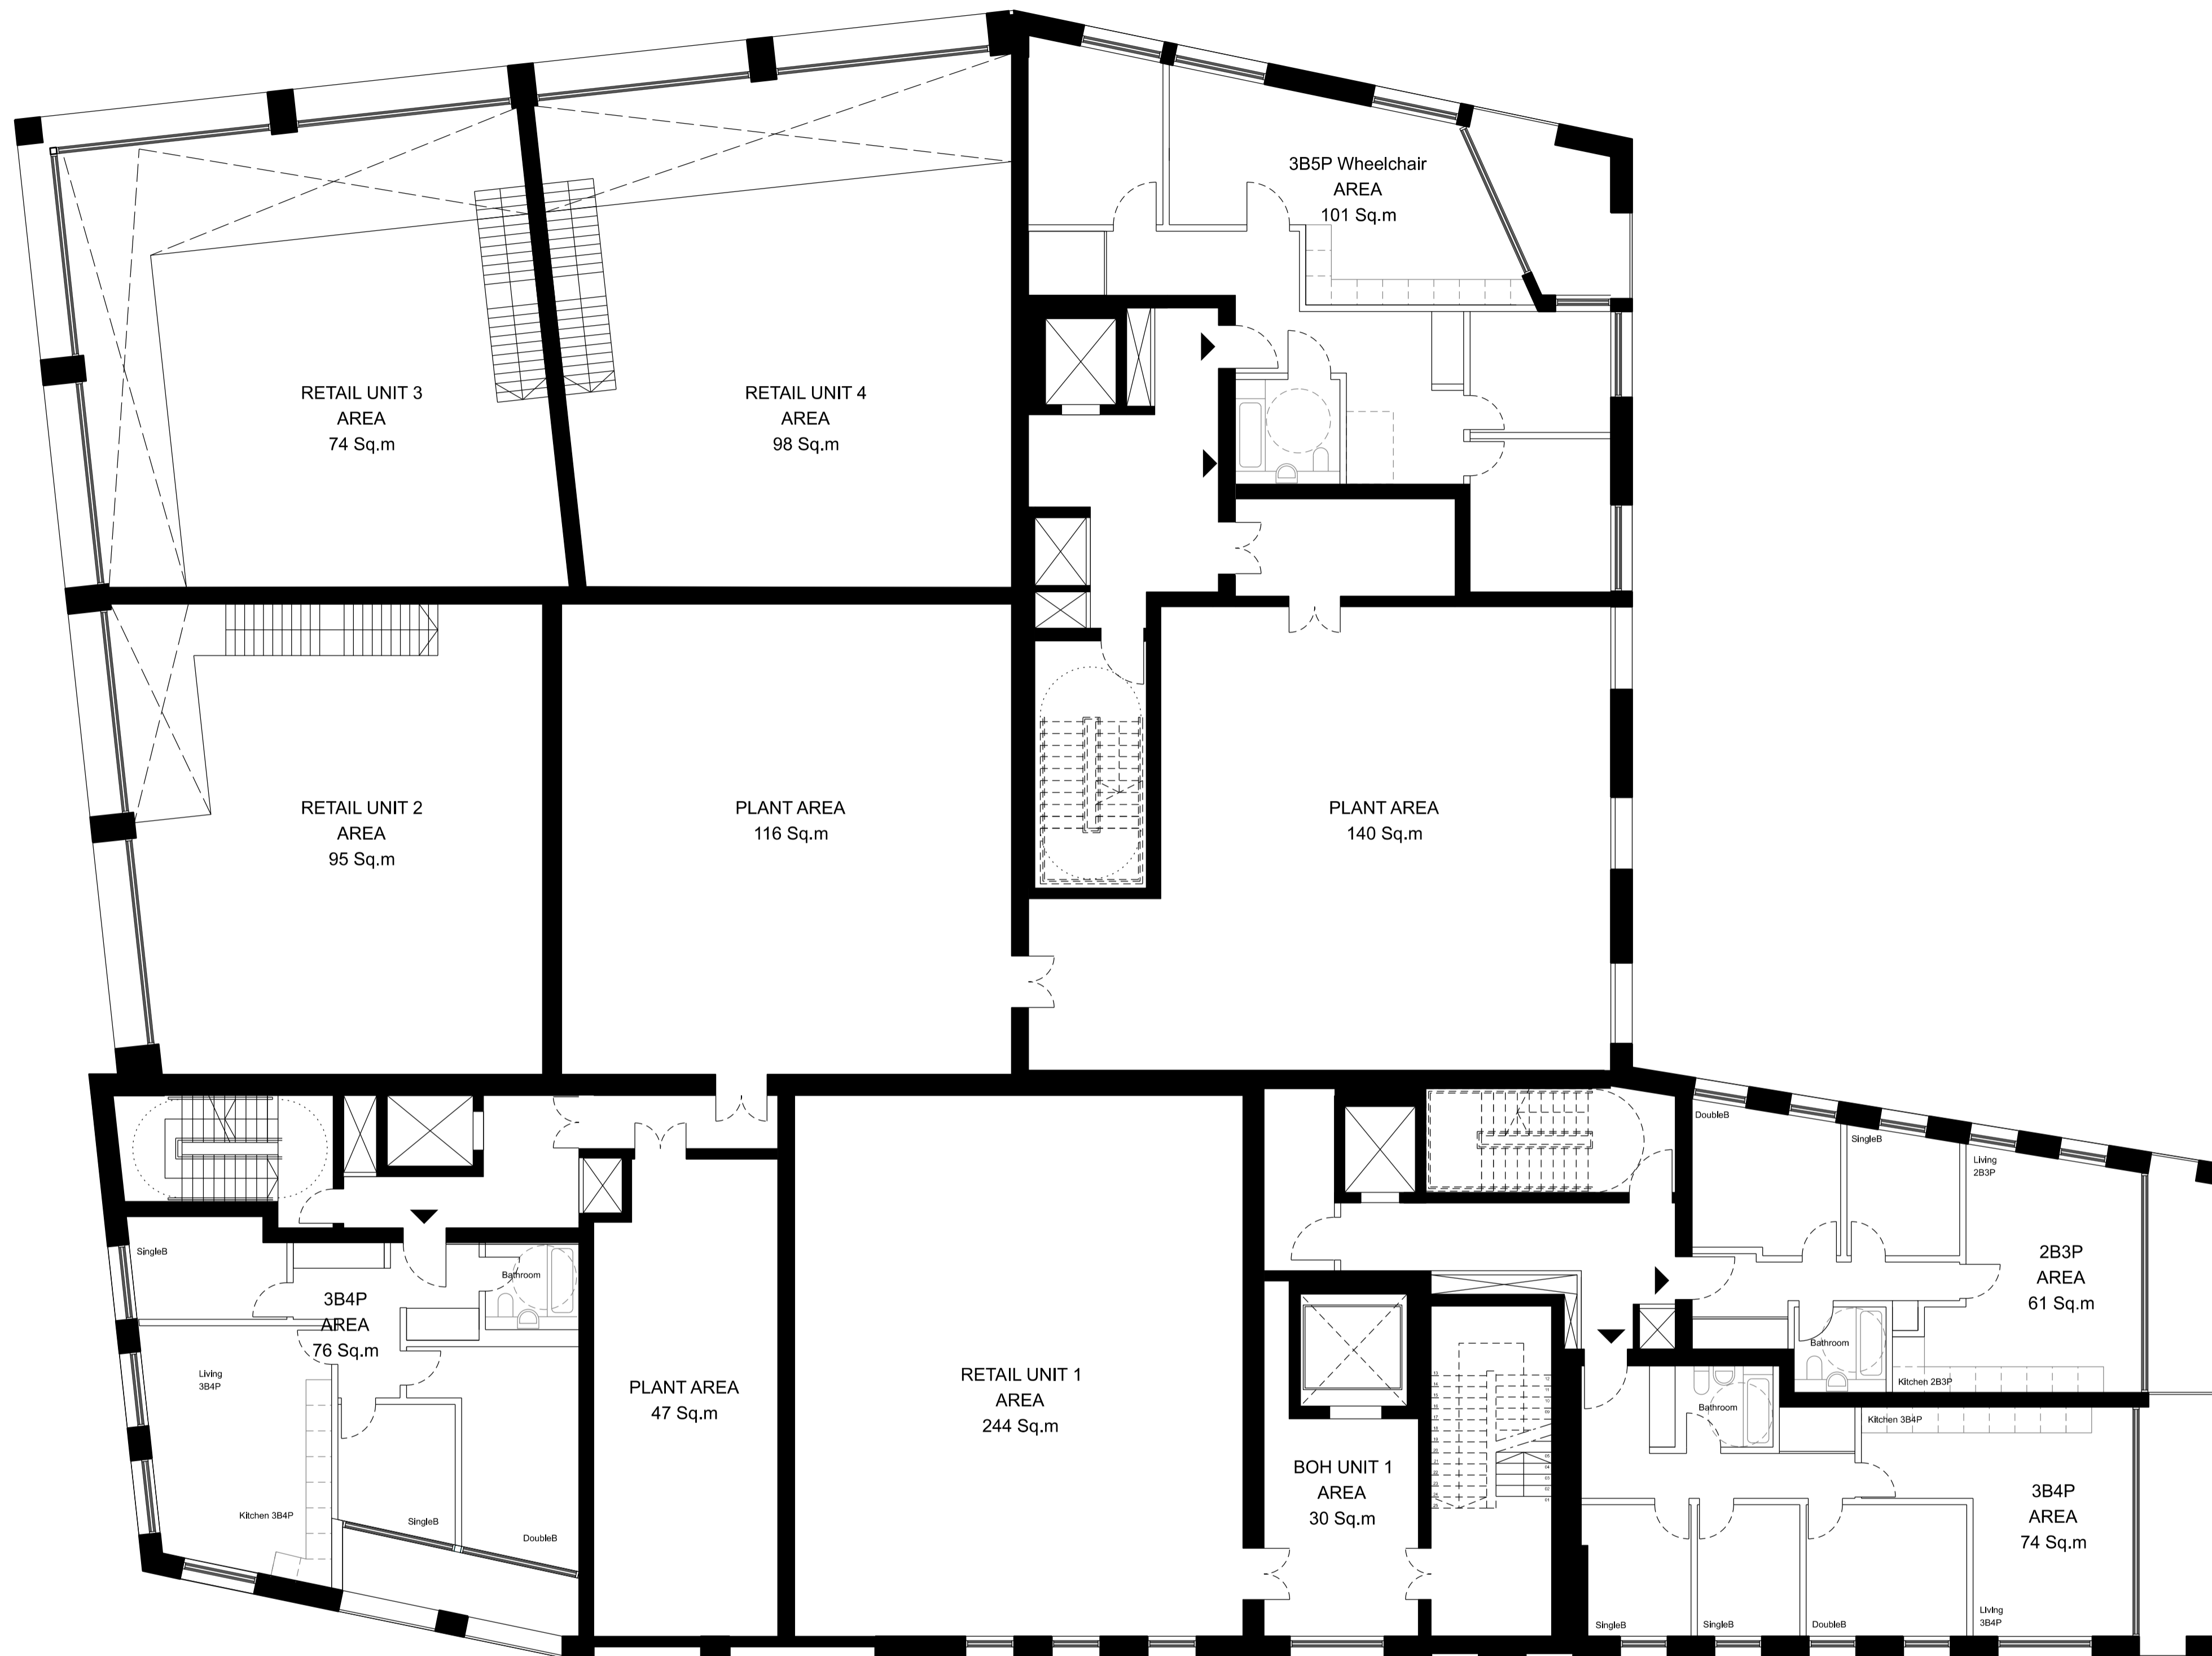 3B5P Wheelchair
AREA
101 Sq.m
RETAIL UNIT 3
AREA
74 Sq.m
RETAIL UNIT 4
AREA
98 Sq.m
RETAIL UNIT 2
AREA
95 Sq.m
PLANT AREA
116 Sq.m
PLANT AREA
140 Sq.m
DoubleB
SingleB
Living
2B3P
2B3P
AREA
61 Sq.m
Bathroom
Kitchen 2B3P
SingleB
Bathroom
3B4P
AREA
76 Sq.m
Living
3B4P
Kitchen 3B4P
SingleB
DoubleB
PLANT AREA
47 Sq.m
RETAIL UNIT 1
AREA
244 Sq.m
BOH UNIT 1
AREA
30 Sq.m
Bathroom
Kitchen 3B4P
3B4P
AREA
74 Sq.m
SingleB
SingleB
DoubleB
Living
3B4P